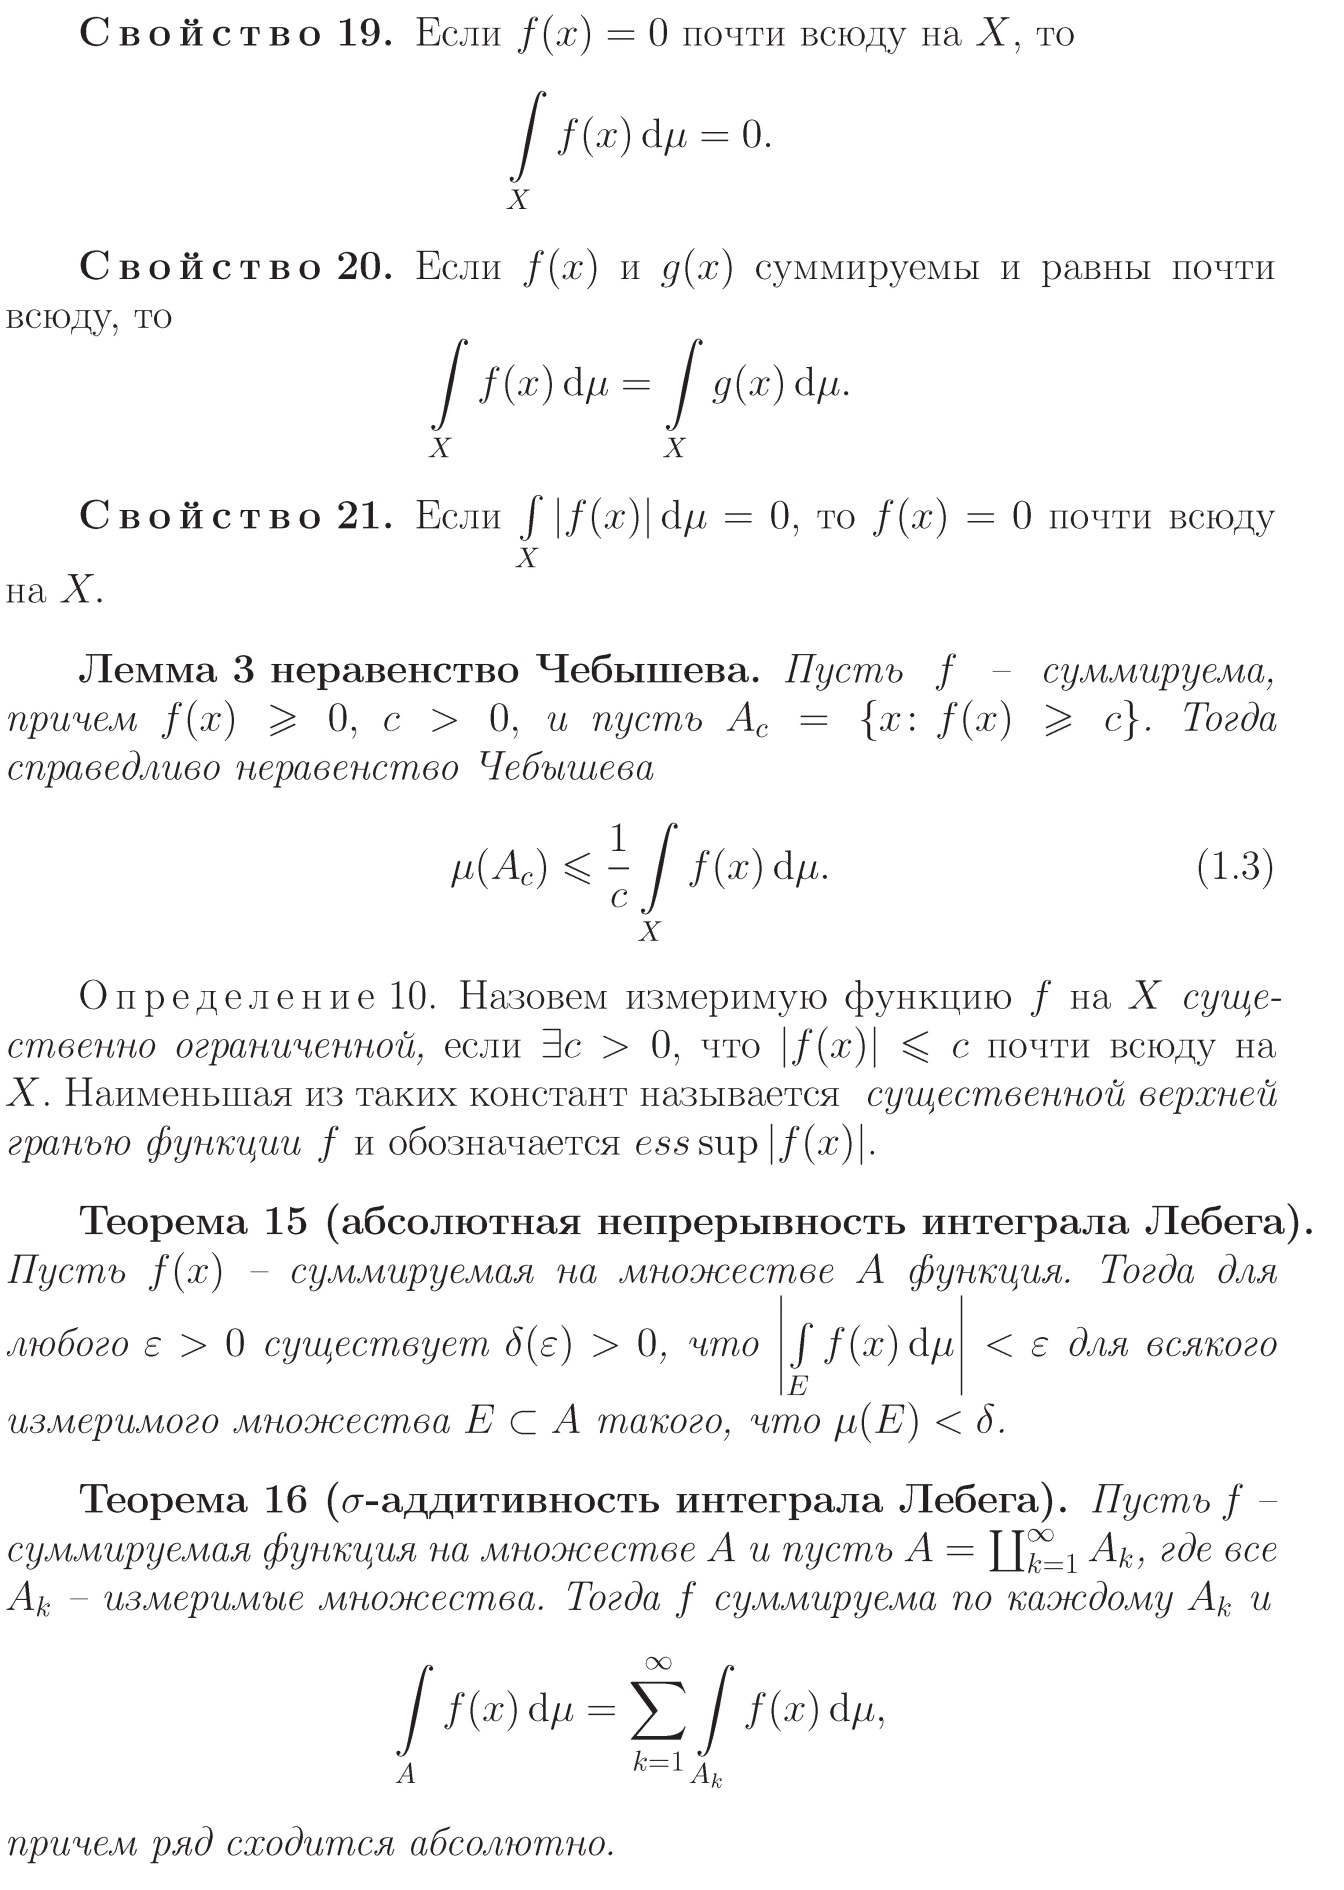 Свойство 19. Если f(x) = 0 почти всюду на X, то
∫_X f(x) dμ = 0.
Свойство 20. Если f(x) и g(x) суммируемы и равны почти
всюду, то
∫_X f(x) dμ = ∫_X g(x) dμ.
Свойство 21. Если ∫_X |f(x)| dμ = 0, то f(x) = 0 почти всюду
на X.
Лемма 3 неравенство Чебышева. Пусть f – суммируема,
причем f(x) ⩾ 0, c > 0, и пусть A_c = {x: f(x) ⩾ c}. Тогда
справедливо неравенство Чебышева
μ(A_c) ⩽ 1/c ∫_X f(x) dμ. (1.3)
Определение 10. Назовем измеримую функцию f на X суще-
ственно ограниченной, если ∃c > 0, что |f(x)| ⩽ c почти всюду на
X. Наименьшая из таких констант называется существенной верхней
гранью функции f и обозначается ess sup |f(x)|.
Теорема 15 (абсолютная непрерывность интеграла Лебега).
Пусть f(x) – суммируемая на множестве A функция. Тогда для
любого ε > 0 существует δ(ε) > 0, что |∫_E f(x) dμ| < ε для всякого
измеримого множества E ⊂ A такого, что μ(E) < δ.
Теорема 16 (σ-аддитивность интеграла Лебега). Пусть f –
суммируемая функция на множестве A и пусть A = ∐_{k=1}^∞ A_k, где все
A_k – измеримые множества. Тогда f суммируема по каждому A_k и
∫_A f(x) dμ = ∑_{k=1}^∞ ∫_{A_k} f(x) dμ,
причем ряд сходится абсолютно.